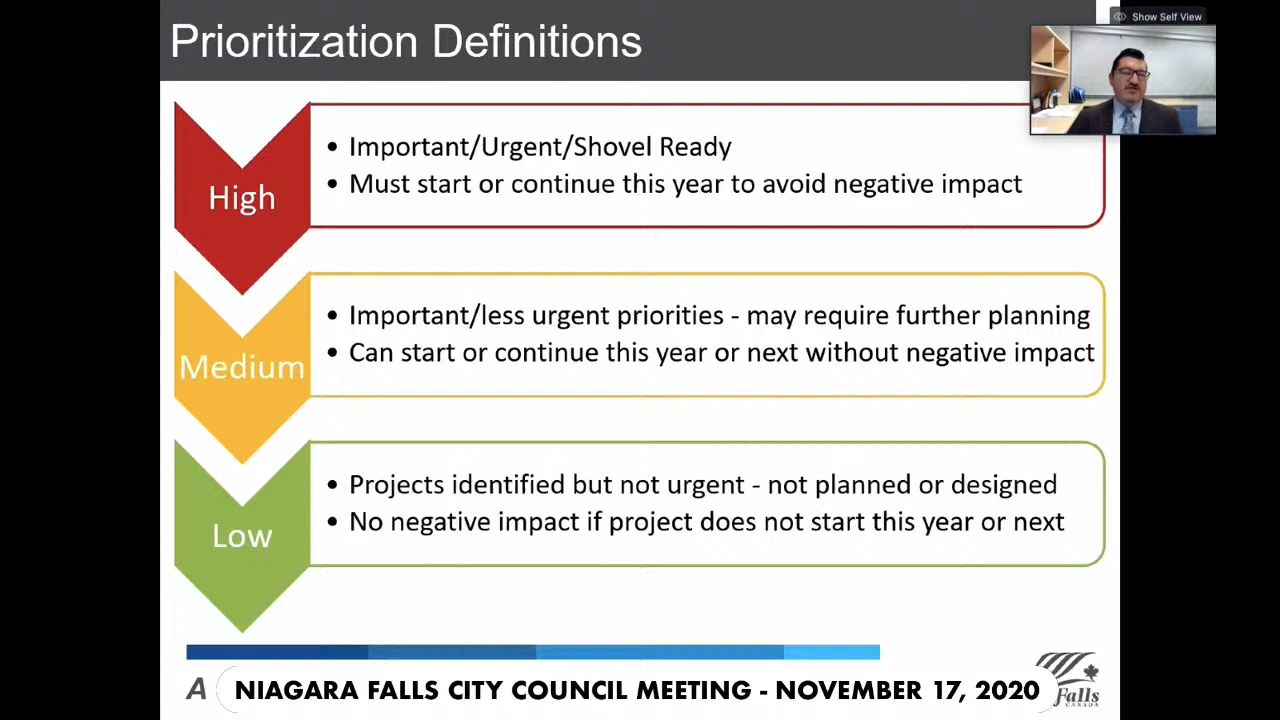 Prioritization Definitions
Show Self View
High
• Important/Urgent/Shovel Ready
• Must start or continue this year to avoid negative impact
Medium
• Important/less urgent priorities - may require further planning
• Can start or continue this year or next without negative impact
Low
• Projects identified but not urgent - not planned or designed
• No negative impact if project does not start this year or next
A
NIAGARA FALLS CITY COUNCIL MEETING - NOVEMBER 17, 2020
Falls
CANADA